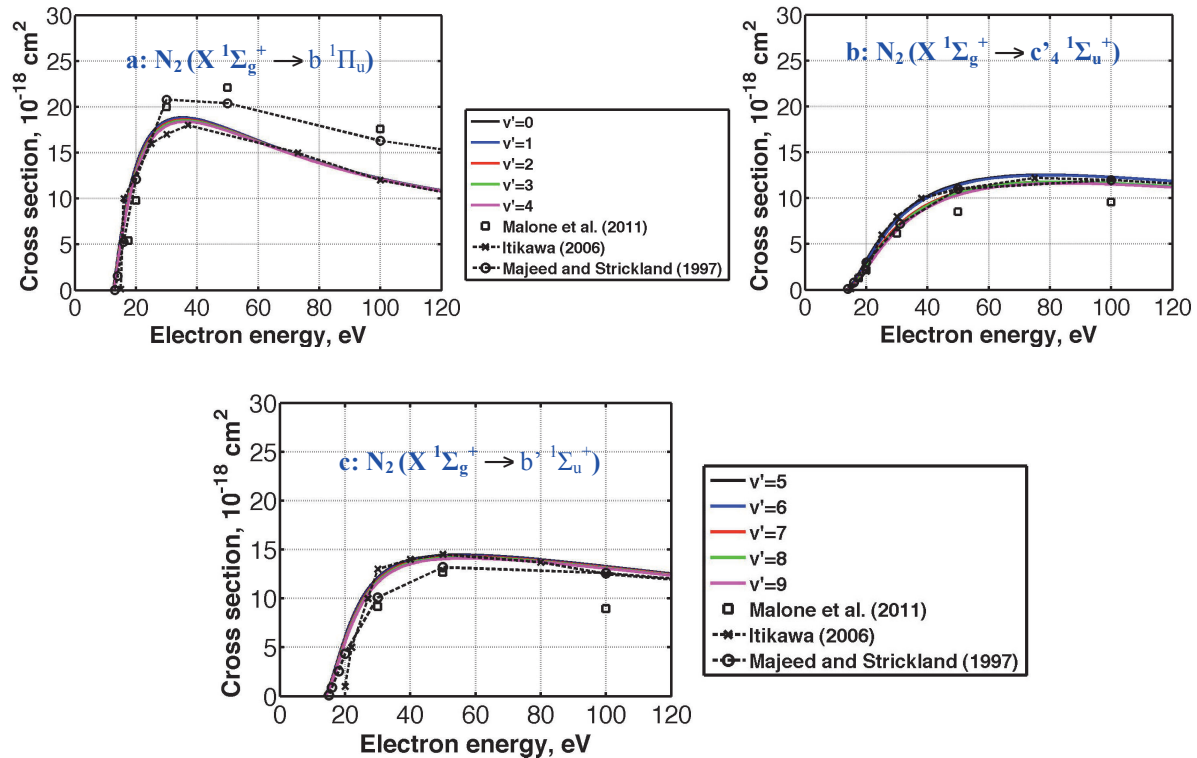 a: N₂ (X ¹Σg⁺ → b ¹Πu)
Cross section, 10⁻¹⁸ cm²
30
25
20
15
10
5
0
0 20 40 60 80 100 120
Electron energy, eV
v'=0
v'=1
v'=2
v'=3
v'=4
Malone et al. (2011)
Itikawa (2006)
Majeed and Strickland (1997)
b: N₂ (X ¹Σg⁺ → c'₄ ¹Σu⁺)
Cross section, 10⁻¹⁸ cm²
30
25
20
15
10
5
0
0 20 40 60 80 100 120
Electron energy, eV
c: N₂ (X ¹Σg⁺ → b' ¹Σu⁺)
Cross section, 10⁻¹⁸ cm²
30
25
20
15
10
5
0
0 20 40 60 80 100 120
Electron energy, eV
v'=5
v'=6
v'=7
v'=8
v'=9
Malone et al. (2011)
Itikawa (2006)
Majeed and Strickland (1997)